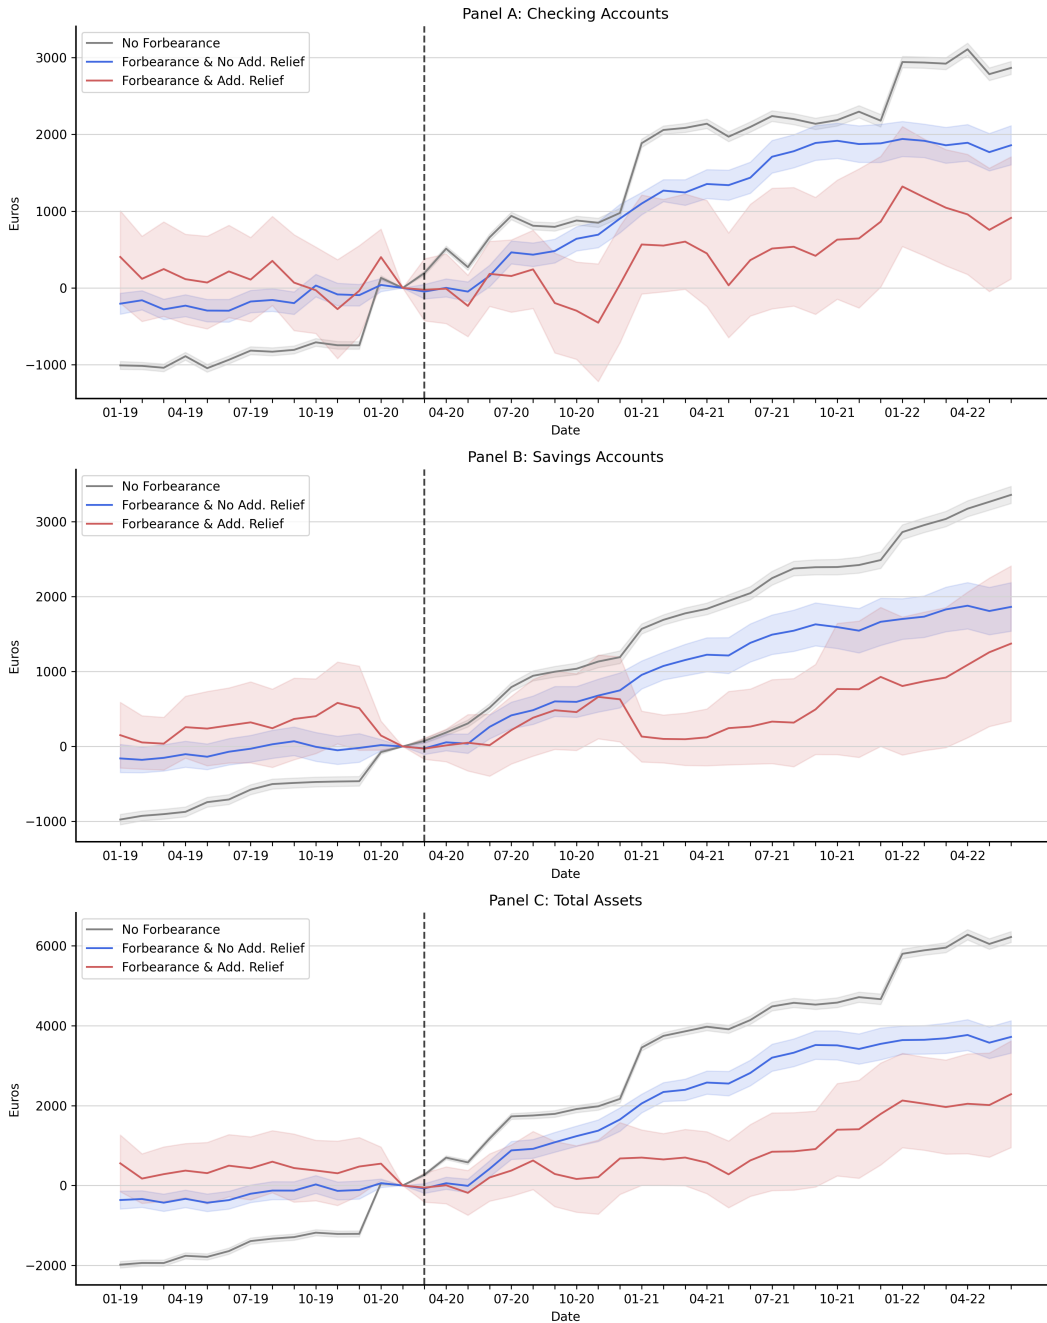 Panel A: Checking Accounts
No Forbearance
Forbearance & No Add. Relief
Forbearance & Add. Relief
3000
2000
1000
0
−1000
Euros
01-19 04-19 07-19 10-19 01-20 04-20 07-20 10-20 01-21 04-21 07-21 10-21 01-22 04-22
Date
Panel B: Savings Accounts
No Forbearance
Forbearance & No Add. Relief
Forbearance & Add. Relief
3000
2000
1000
0
−1000
Euros
01-19 04-19 07-19 10-19 01-20 04-20 07-20 10-20 01-21 04-21 07-21 10-21 01-22 04-22
Date
Panel C: Total Assets
No Forbearance
Forbearance & No Add. Relief
Forbearance & Add. Relief
6000
4000
2000
0
−2000
Euros
01-19 04-19 07-19 10-19 01-20 04-20 07-20 10-20 01-21 04-21 07-21 10-21 01-22 04-22
Date